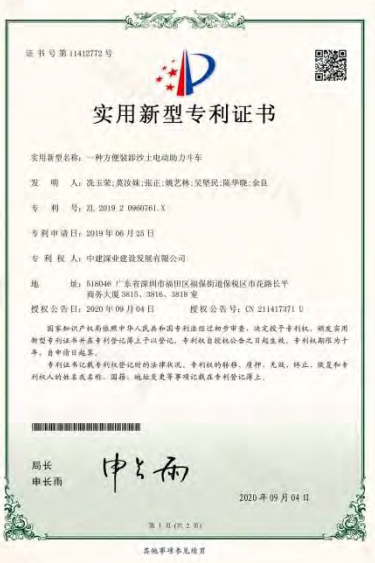 证书号第11412772号
实用新型专利证书
实用新型名称：一种方便装卸沙土电动助力斗车
发 明 人：冼玉荣;莫汝妹;张正;姚艺林;吴坚民;陈华晓;余良
专 利 号：ZL 2019 2 0960761.X
专利申请日：2019年06月25日
专 利 权 人：中建深业建设发展有限公司
地 址：518046 广东省深圳市福田区福保街道保税区市花路长平
商务大厦3815、3816、3818室
授权公告日：2020年09月04日 授权公告号：CN 211417371 U
国家知识产权局依照中华人民共和国专利法经过初步审查，决定授予专利权，颁发实用
新型专利证书并在专利登记簿上予以登记。专利权自授权公告之日起生效。专利权期限为十
年，自申请日起算。
专利证书记载专利权登记时的法律状况。专利权的转移、质押、无效、终止、恢复和专
利权人的姓名或名称、国籍、地址变更等事项记载在专利登记簿上。
局长
申长雨
申长雨
2020年09月04日
第1页(共2页)
其他事项参见续页